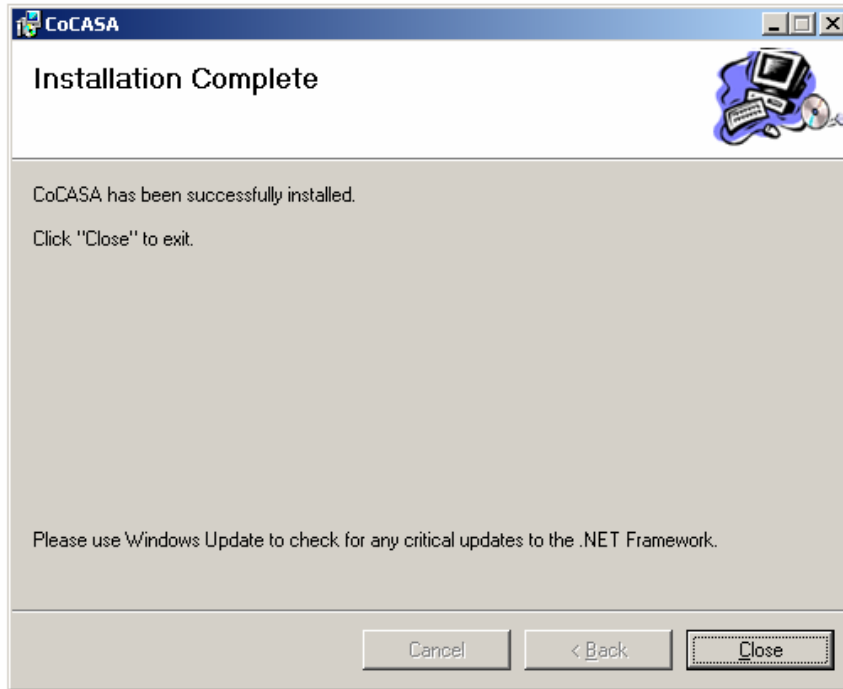 CoCASA
Installation Complete
CoCASA has been successfully installed.
Click "Close" to exit.
Please use Windows Update to check for any critical updates to the .NET Framework.
Cancel
< Back
Close